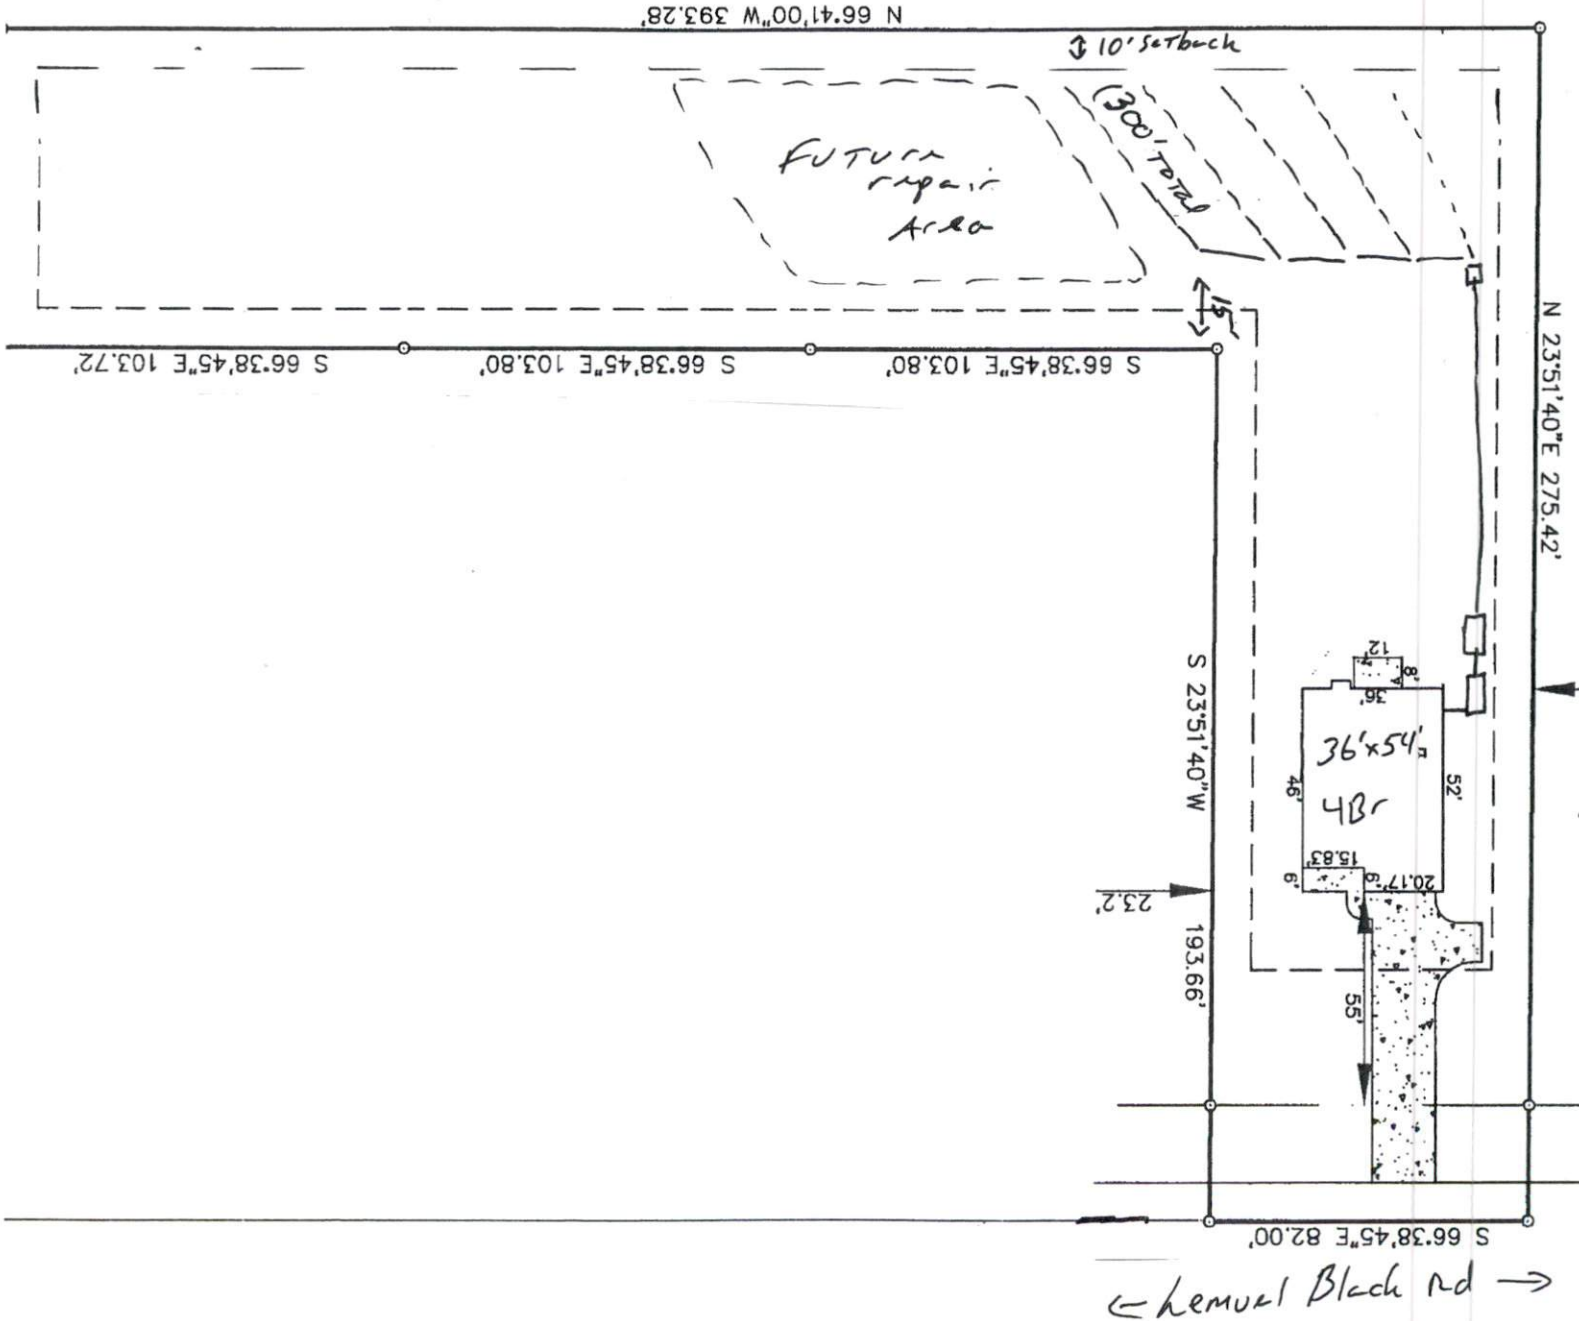 N 66°41'00"W 393.28'
10' Setback
(300' Total
Future
repair
Area
15'
S 66°38'45"E 103.72'
S 66°38'45"E 103.80'
S 66°38'45"E 103.80'
N 23°51'40"E 275.42'
S 23°51'40"W 193.66'
12'
8'
36'
36'x54'
4Br
46'
52'
15.83'
6'
6'
20.17'
23.2'
55'
S 66°38'45"E 82.00'
← Lemuel Black Rd →